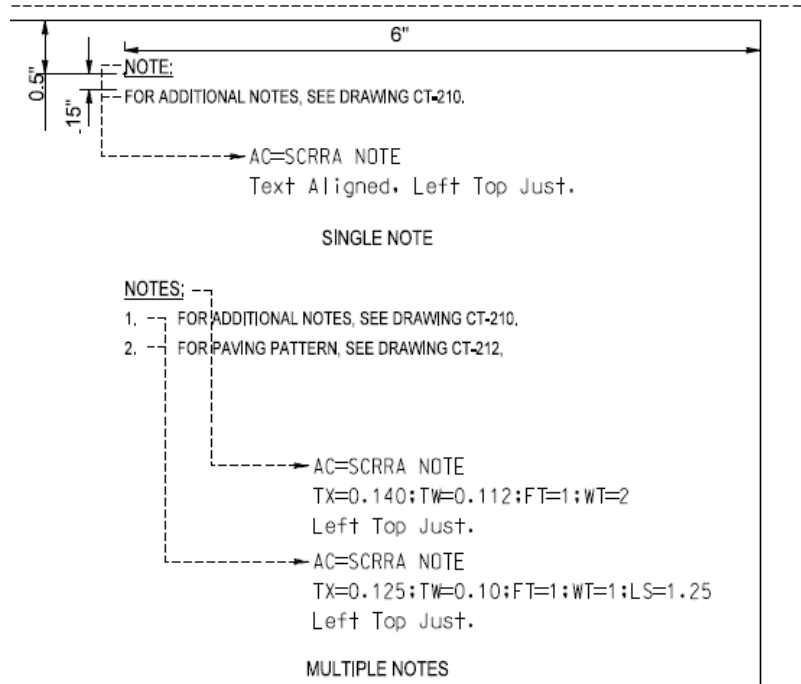 6"
0.5"
.15"
NOTE:
FOR ADDITIONAL NOTES, SEE DRAWING CT-210.
AC=SCRRA NOTE
Text Aligned, Left Top Just.
SINGLE NOTE
NOTES:
1. FOR ADDITIONAL NOTES, SEE DRAWING CT-210.
2. FOR PAVING PATTERN, SEE DRAWING CT-212.
AC=SCRRA NOTE
TX=0.140;TW=0.112;FT=1;WT=2
Left Top Just.
AC=SCRRA NOTE
TX=0.125;TW=0.10;FT=1;WT=1;LS=1.25
Left Top Just.
MULTIPLE NOTES